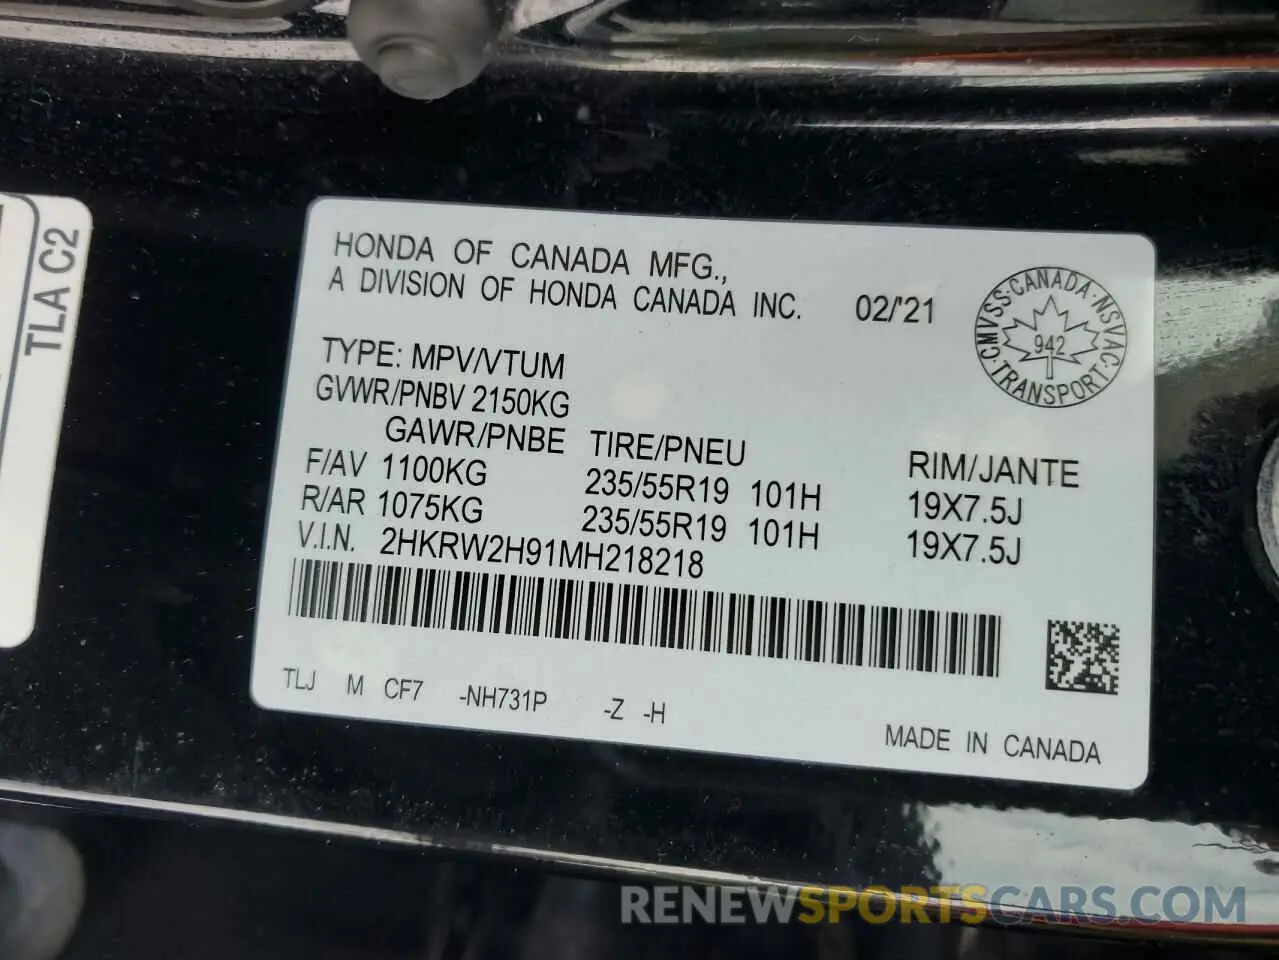 TLA C2
HONDA OF CANADA MFG.,
A DIVISION OF HONDA CANADA INC. 02/'21
CMVSS·CANADA·NSVAC·TRANSPORT·
942
TYPE: MPV/VTUM
GVWR/PNBV 2150KG
GAWR/PNBE TIRE/PNEU RIM/JANTE
F/AV 1100KG 235/55R19 101H 19X7.5J
R/AR 1075KG 235/55R19 101H 19X7.5J
V.I.N. 2HKRW2H91MH218218
TLJ M CF7 -NH731P -Z -H
MADE IN CANADA
RENEWSPORTSCARS.COM